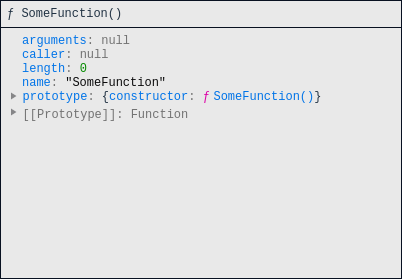 ƒ SomeFunction()
arguments: null
caller: null
length: 0
name: "SomeFunction"
prototype: {constructor: ƒ SomeFunction()}
[[Prototype]]: Function